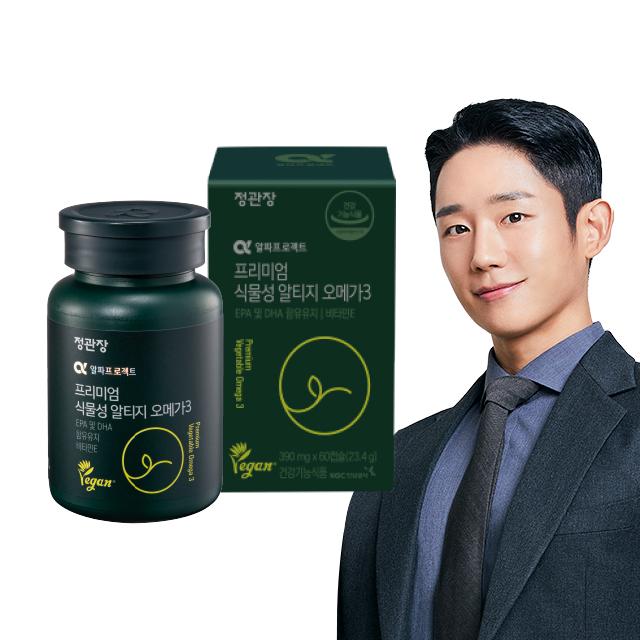 정관장
알파프로젝트
프리미엄
식물성 알티지 오메가3
EPA 및 DHA
함유유지
비타민E
Premium
Vegetable Omega 3
Vegan
정관장
건강
기능식품
알파프로젝트
프리미엄
식물성 알티지 오메가3
EPA 및 DHA 함유유지 | 비타민E
Premium
Vegetable Omega 3
Vegan
390 mg x 60캡슐(23.4 g)
건강기능식품
KGC 인삼공사